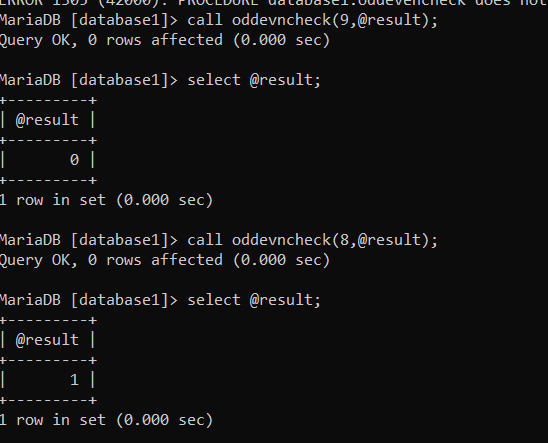 ERROR 1305 (42000): PROCEDURE database1.oddevencheck does not
MariaDB [database1]> call oddevncheck(9,@result);
Query OK, 0 rows affected (0.000 sec)
MariaDB [database1]> select @result;
+---------+
| @result |
+---------+
|       0 |
+---------+
1 row in set (0.000 sec)
MariaDB [database1]> call oddevncheck(8,@result);
Query OK, 0 rows affected (0.000 sec)
MariaDB [database1]> select @result;
+---------+
| @result |
+---------+
|       1 |
+---------+
1 row in set (0.000 sec)